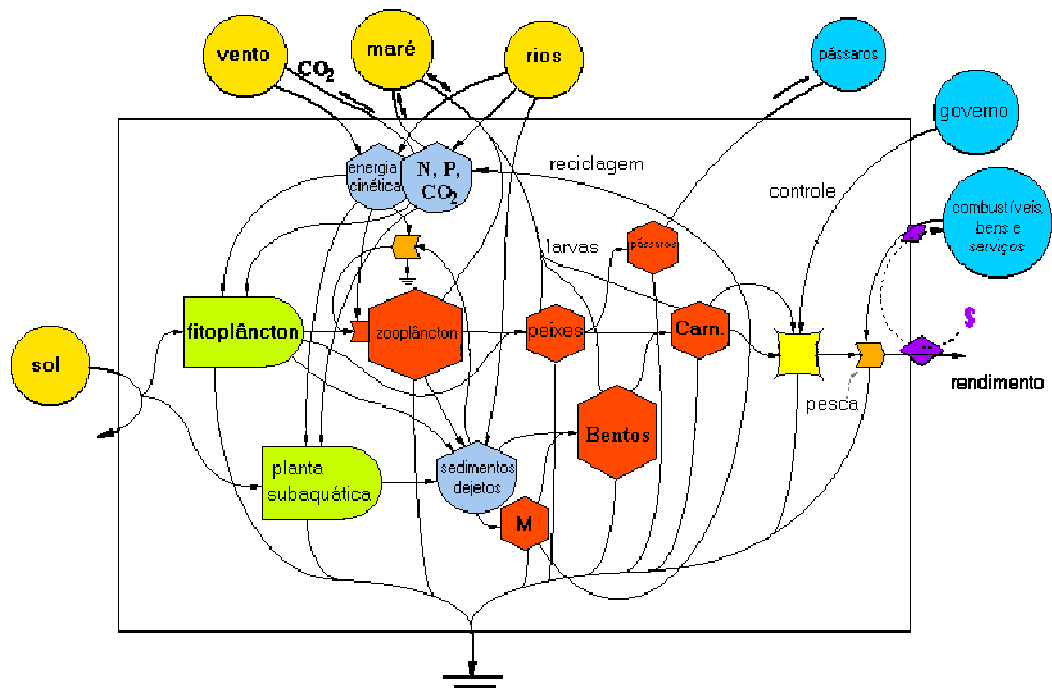 vento
maré
rios
pássaros
CO2
governo
energia
cinética
N, P,
CO2
reciclagem
controle
combustíveis,
bens e
serviços
larvas
pássaros
fitoplâncton
zooplâncton
peixes
Carn.
$
sol
rendimento
pesca
Bentos
planta
subaquática
sedimentos
dejetos
M